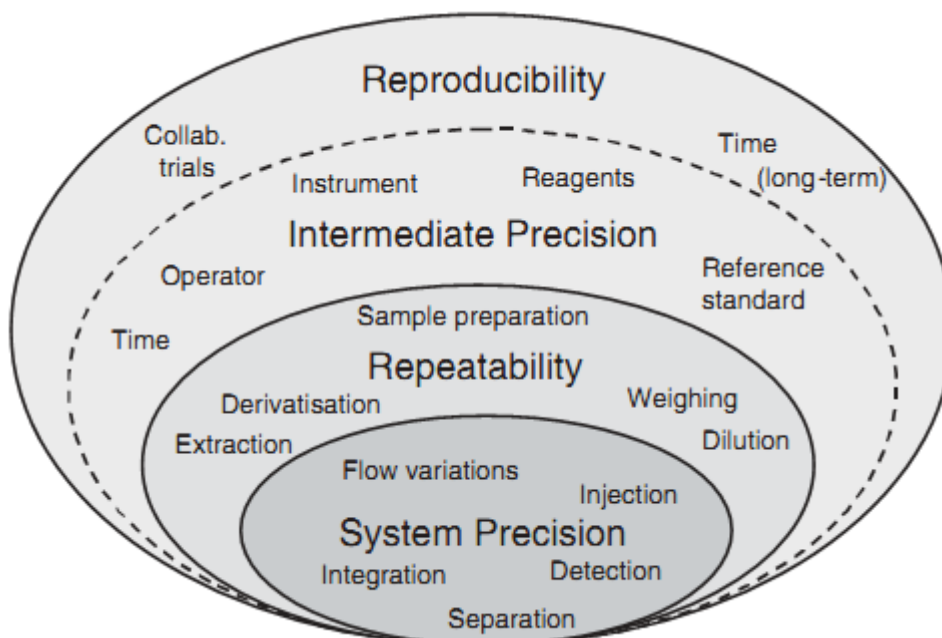 Reproducibility
Collab.
trials
Time
(long-term)
Instrument
Reagents
Intermediate Precision
Operator
Reference
standard
Time
Sample preparation
Repeatability
Derivatisation
Weighing
Extraction
Dilution
Flow variations
Injection
System Precision
Integration
Detection
Separation